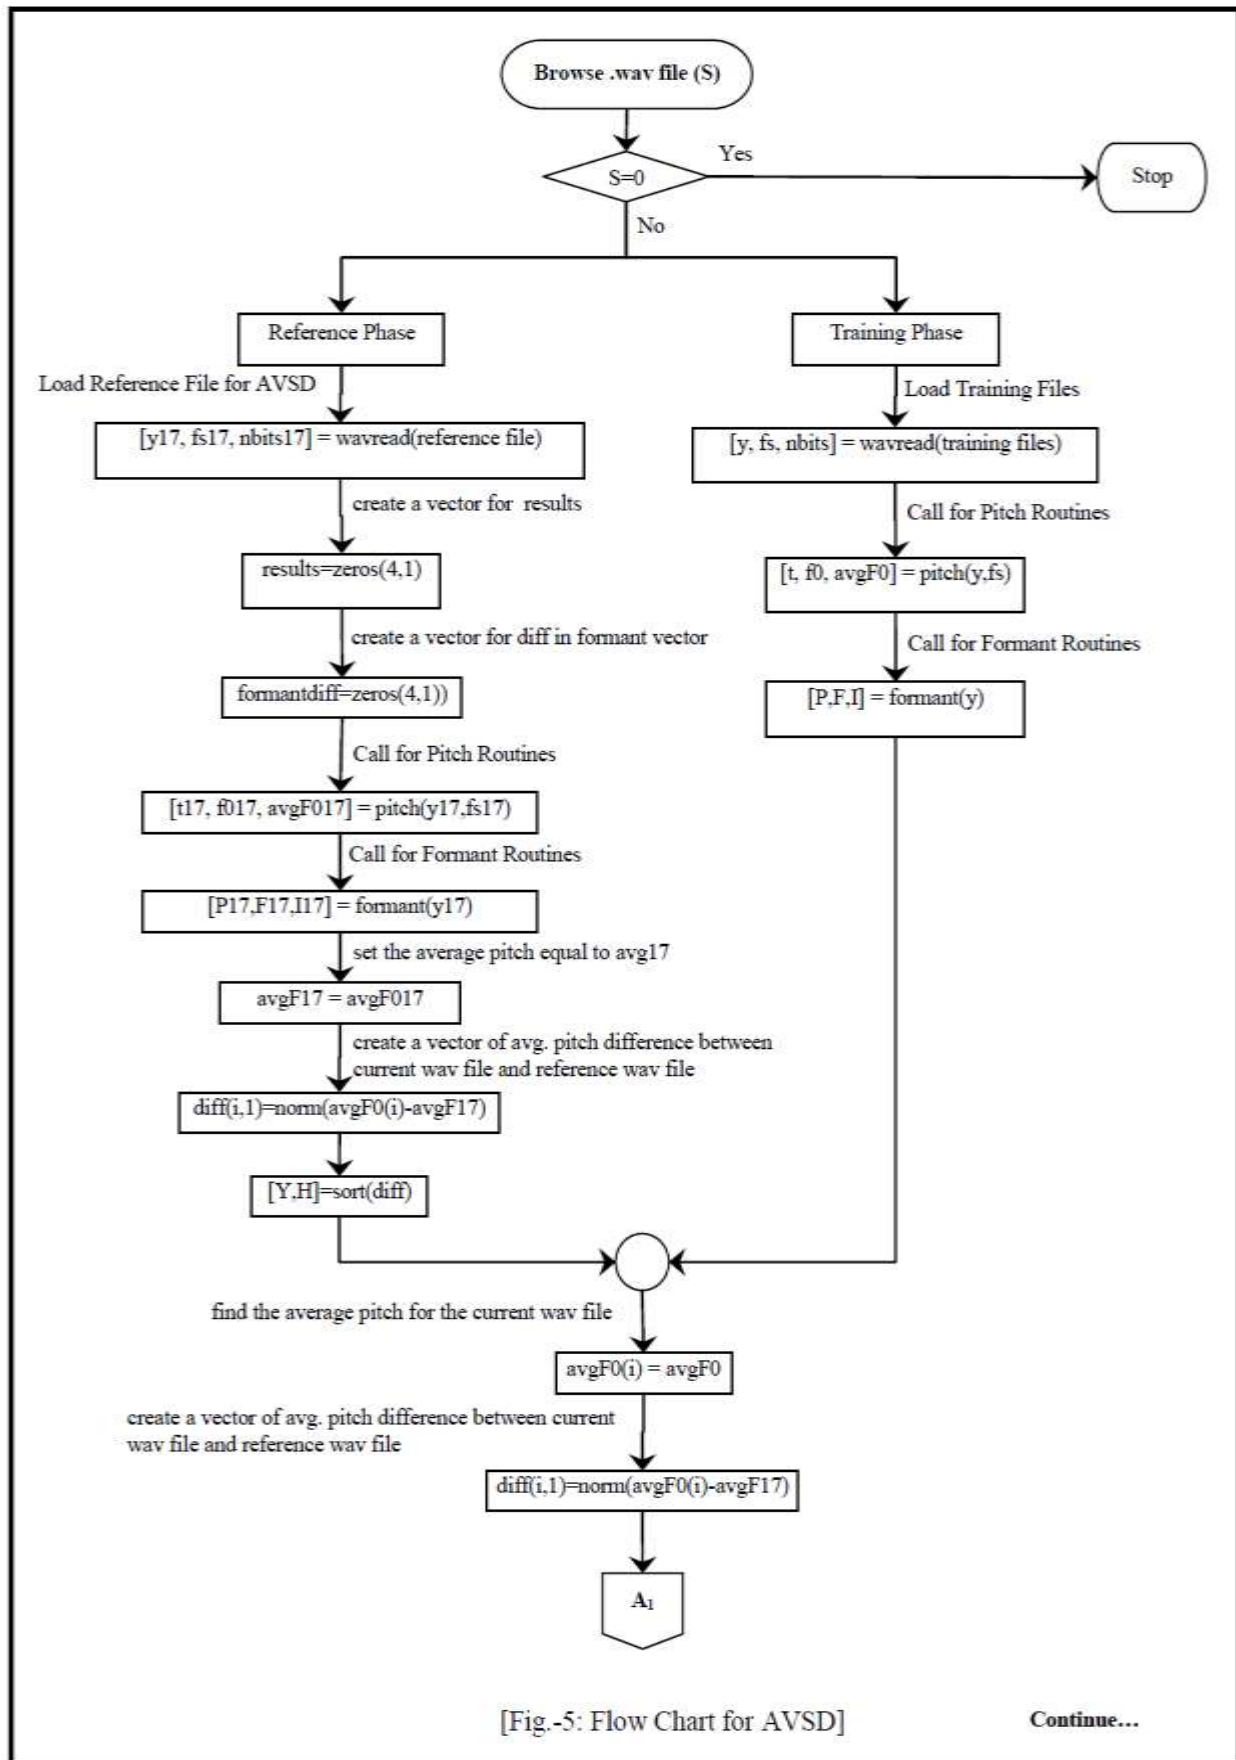 Browse .wav file (S)
S=0
Yes
Stop
No
Reference Phase
Load Reference File for AVSD
[y17, fs17, nbits17] = wavread(reference file)
create a vector for results
results=zeros(4,1)
create a vector for diff in formant vector
formantdiff=zeros(4,1))
Call for Pitch Routines
[t17, f017, avgF017] = pitch(y17,fs17)
Call for Formant Routines
[P17,F17,I17] = formant(y17)
set the average pitch equal to avg17
avgF17 = avgF017
create a vector of avg. pitch difference between
current wav file and reference wav file
diff(i,1)=norm(avgF0(i)-avgF17)
[Y,H]=sort(diff)
Training Phase
Load Training Files
[y, fs, nbits] = wavread(training files)
Call for Pitch Routines
[t, f0, avgF0] = pitch(y,fs)
Call for Formant Routines
[P,F,I] = formant(y)
find the average pitch for the current wav file
avgF0(i) = avgF0
create a vector of avg. pitch difference between current
wav file and reference wav file
diff(i,1)=norm(avgF0(i)-avgF17)
A₁
[Fig.-5: Flow Chart for AVSD]
Continue...